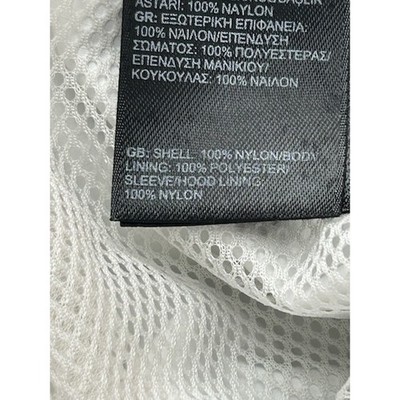 ASTARI: 100% NAYLON
GR: ΕΞΩΤΕΡΙΚΗ ΕΠΙΦΑΝΕΙΑ:
100% ΝΑΪΛΟΝ/ΕΠΕΝΔΥΣΗ
ΣΩΜΑΤΟΣ: 100% ΠΟΛΥΕΣΤΕΡΑΣ/
ΕΠΕΝΔΥΣΗ ΜΑΝΙΚΙΟΥ/
ΚΟΥΚΟΥΛΑΣ: 100% ΝΑΪΛΟΝ
GB: SHELL: 100% NYLON/BODY
LINING: 100% POLYESTER/
SLEEVE/HOOD LINING:
100% NYLON